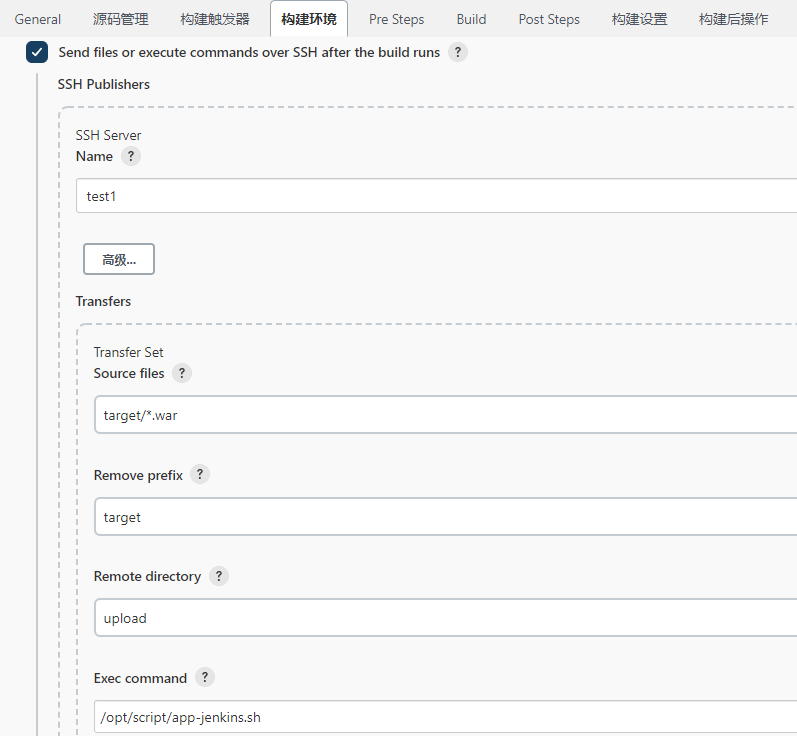 General 源码管理 构建触发器 构建环境 Pre Steps Build Post Steps 构建设置 构建后操作
Send files or execute commands over SSH after the build runs ?
SSH Publishers
SSH Server
Name ?
test1
高级...
Transfers
Transfer Set
Source files ?
target/*.war
Remove prefix ?
target
Remote directory ?
upload
Exec command ?
/opt/script/app-jenkins.sh